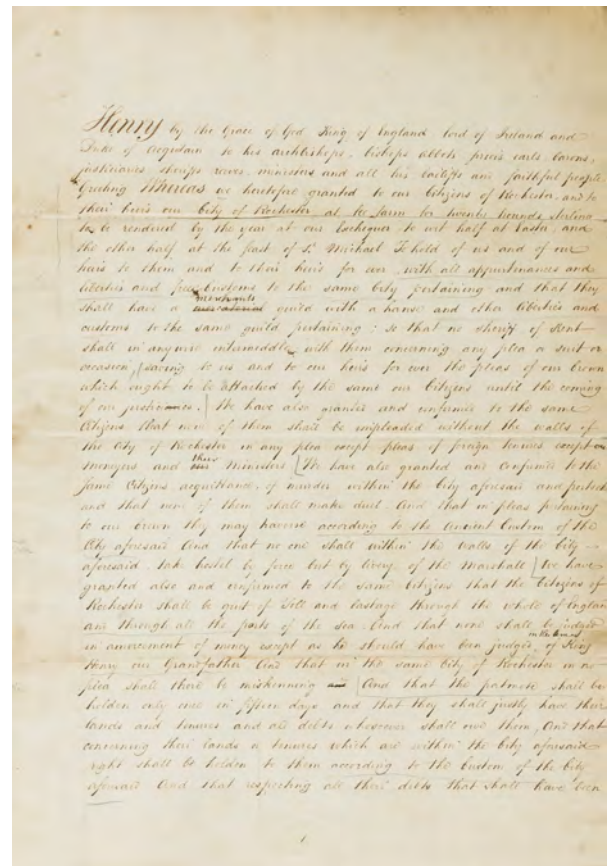 Henry by the Grace of God King of England lord of Ireland and
Duke of Acquitain to his archbishops, bishops abbots priors earls, barons,
justiciaries, sheriffs reeves, ministers and all his bailiffs and faithful people
Greeting Whereas we heretofore granted to our Citizens of Rochester, and to
their heirs our City of Rochester at fee farm for twenty pounds sterling
to be rendered by the year at our Exchequer to wit half at Easter, and
the other half at the feast of St Michael To hold of us and of our
heirs to them and to their heirs for ever, with all appurtenances and
liberties and free Customs to the same City pertaining and that they
shall have a merchants guild with a hanse and other liberties and
customs to the same guild pertaining; so that no sheriff of Kent
shall in anywise intermeddle with them concerning any plea or suit or
occasion, saving to us and to our heirs for ever the pleas of our Crown
which ought to be attached by the same our Citizens until the coming
of our justices. We have also granted and confirmed to the same
Citizens that none of them shall be impleaded without the walls of
the City of Rochester in any plea except pleas of foreign tenures except our
moneyers and their Ministers We have also granted and confirmed to the
same Citizens acquittance, of murder within the City aforesaid and
and that none of them shall make duel. And that in pleas pertaining
to our Crown they may according to the Ancient Custom of the
City aforesaid And that no one shall within the walls of the City
aforesaid, take hostel by force but by livery of the Marshall We have
granted also and confirmed to the same Citizens that the Citizens of
Rochester shall be quit of Toll and lastage through the whole of England
and through all the ports of the sea. And that none shall be judged
in amercement of money except as he should have been judged, in the time of King
Henry our Grandfather And that in the same City of Rochester in no
plea shall there be miskenning And that the shall be
holden only once in fifteen days and that they shall justly have their
lands and tenures and all debts whosoever shall owe them, And that
concerning their lands or tenures which are within the City aforesaid
right shall be holden to them according to the Custom of the City
aforesaid And that respecting all their debts that shall have been
1